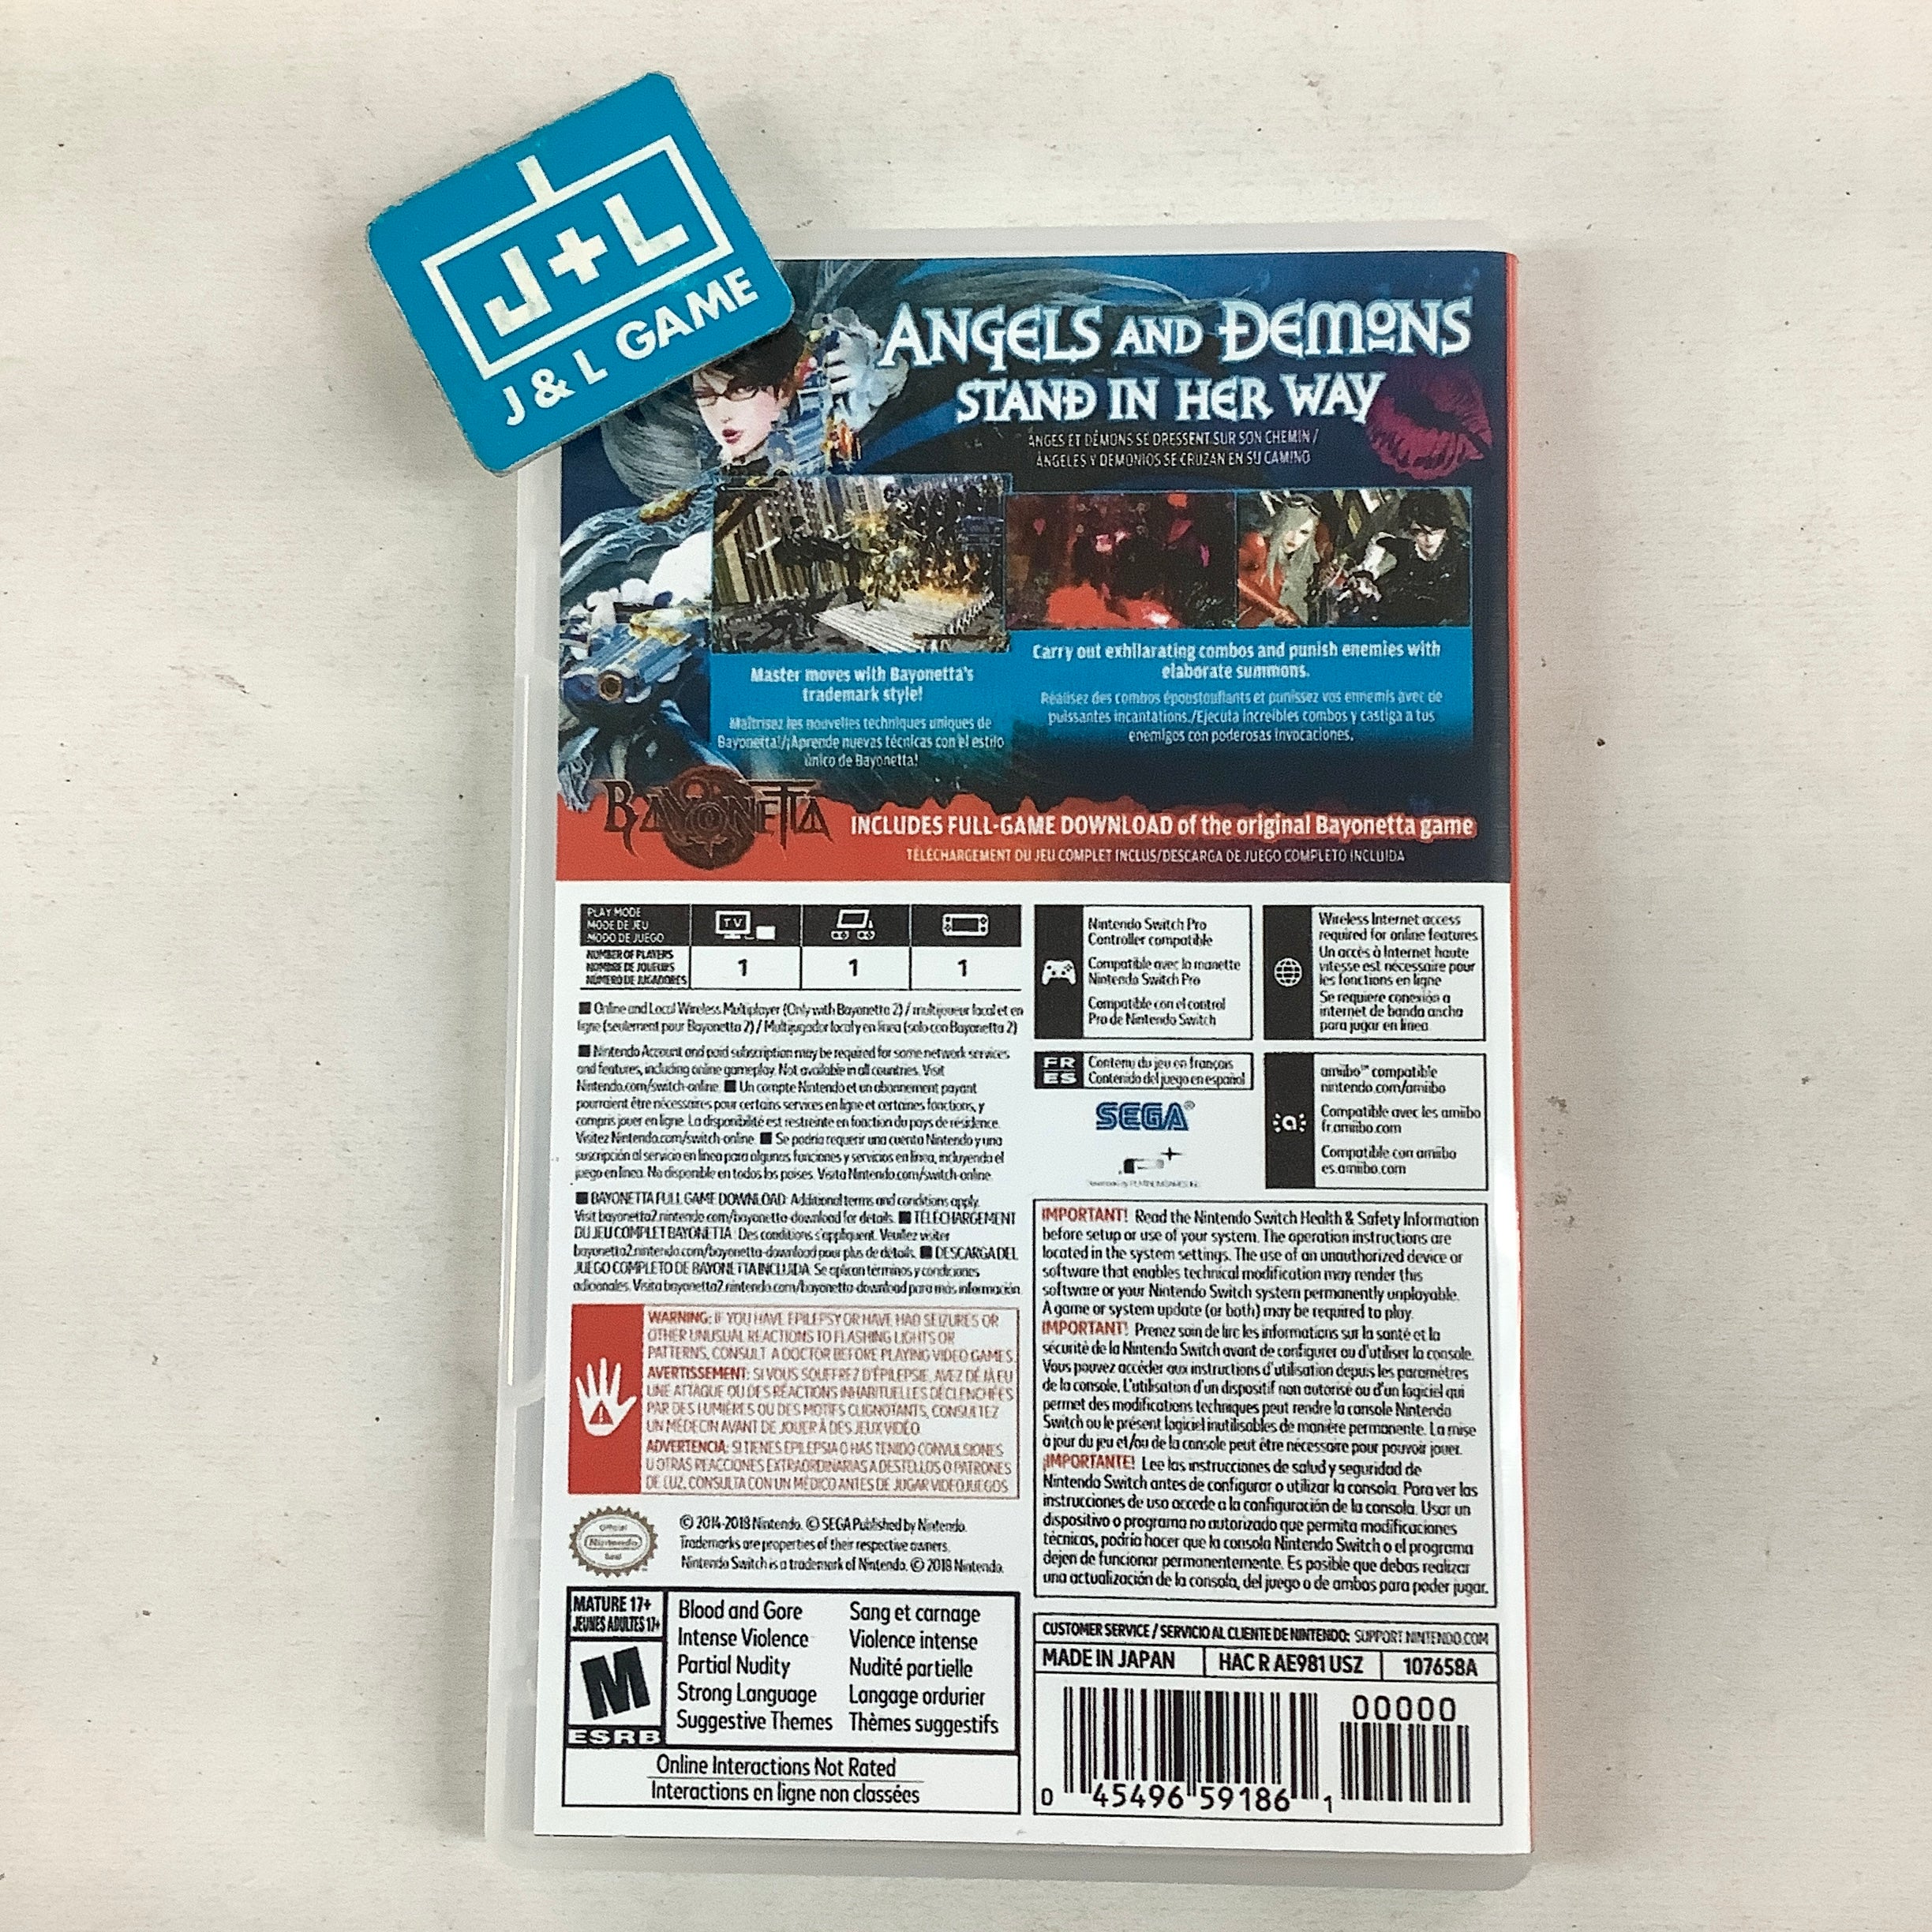 J+L
J & L GAME
ANGELS AND DEMONS
STAND IN HER WAY
ANGES ET DÉMONS SE DRESSENT SUR SON CHEMIN /
ÁNGELES Y DEMONIOS SE CRUZAN EN SU CAMINO
Master moves with Bayonetta's
trademark style!
Maîtrisez les nouvelles techniques uniques de
Bayonetta!/¡Aprende nuevas técnicas con el estilo
único de Bayonetta!
Carry out exhilarating combos and punish enemies with
elaborate summons.
Réalisez des combos époustouflants et punissez vos ennemis avec de
puissantes incantations./Ejecuta increíbles combos y castiga a tus
enemigos con poderosas invocaciones.
BAYONETTA
INCLUDES FULL-GAME DOWNLOAD of the original Bayonetta game
TÉLÉCHARGEMENT DU JEU COMPLET INCLUS/DESCARGA DE JUEGO COMPLETO INCLUIDA
PLAY MODE
MODE DE JEU
MODO DE JUEGO
TV
NUMBER OF PLAYERS
NOMBRE DE JOUEURS
NÚMERO DE JUGADORES
1 1 1
■ Online and Local Wireless Multiplayer (Only with Bayonetta 2) / multijoueur local et en
ligne (seulement pour Bayonetta 2) / Multijugador local y en línea (solo con Bayonetta 2)
■ Nintendo Account and paid subscription may be required for some network services
and features, including online gameplay. Not available in all countries. Visit
Nintendo.com/switch-online. ■ Un compte Nintendo et un abonnement payant
pourraient être nécessaires pour certains services en ligne et certaines fonctions, y
compris jouer en ligne. La disponibilité est restreinte en fonction du pays de résidence.
Visitez Nintendo.com/switch-online. ■ Se podría requerir una cuenta Nintendo y una
suscripción al servicio en línea para algunas funciones y servicios en línea, incluyendo el
juego en línea. No disponible en todos los países. Visita Nintendo.com/switch-online.
■ BAYONETTA FULL GAME DOWNLOAD: Additional terms and conditions apply.
Visit bayonetta2.nintendo.com/bayonetta-download for details. ■ TÉLÉCHARGEMENT
DU JEU COMPLET BAYONETTA : Des conditions s'appliquent. Veuillez visiter
bayonetta2.nintendo.com/bayonetta-download pour plus de détails. ■ DESCARGA DEL
JUEGO COMPLETO DE BAYONETTA INCLUIDA: Se aplican términos y condiciones
adicionales. Visita bayonetta2.nintendo.com/bayonetta-download para más información.
WARNING: IF YOU HAVE EPILEPSY OR HAVE HAD SEIZURES OR
OTHER UNUSUAL REACTIONS TO FLASHING LIGHTS OR
PATTERNS, CONSULT A DOCTOR BEFORE PLAYING VIDEO GAMES.
AVERTISSEMENT: SI VOUS SOUFFREZ D'ÉPILEPSIE, AVEZ DÉJÀ EU
UNE ATTAQUE OU DES RÉACTIONS INHABITUELLES DÉCLENCHÉES
PAR DES LUMIÈRES OU DES MOTIFS CLIGNOTANTS, CONSULTEZ
UN MÉDECIN AVANT DE JOUER À DES JEUX VIDÉO.
ADVERTENCIA: SI TIENES EPILEPSIA O HAS TENIDO CONVULSIONES
U OTRAS REACCIONES EXTRAORDINARIAS A DESTELLOS O PATRONES
DE LUZ, CONSULTA CON UN MÉDICO ANTES DE JUGAR VIDEOJUEGOS.
Official
Nintendo
Seal
© 2014-2018 Nintendo. © SEGA Published by Nintendo.
Trademarks are properties of their respective owners.
Nintendo Switch is a trademark of Nintendo. © 2018 Nintendo.
MATURE 17+
JEUNES ADULTES 17+
M
ESRB
Blood and Gore
Intense Violence
Partial Nudity
Strong Language
Suggestive Themes
Sang et carnage
Violence intense
Nudité partielle
Langage ordurier
Thèmes suggestifs
Online Interactions Not Rated
Interactions en ligne non classées
Nintendo Switch Pro
Controller compatible
Compatible avec la manette
Nintendo Switch Pro
Compatible con el control
Pro de Nintendo Switch
Wireless Internet access
required for online features
Un accès à Internet haute
vitesse est nécessaire pour
les fonctions en ligne
Se requiere conexión a
internet de banda ancha
para jugar en línea
FR
ES
Contenu du jeu en français
Contenido del juego en español
SEGA®
amiibo™ compatible
nintendo.com/amiibo
Compatible avec les amiibo
fr.amiibo.com
Compatible con amiibo
es.amiibo.com
IMPORTANT! Read the Nintendo Switch Health & Safety Information
before setup or use of your system. The operation instructions are
located in the system settings. The use of an unauthorized device or
software that enables technical modification may render this
software or your Nintendo Switch system permanently unplayable.
A game or system update (or both) may be required to play.
IMPORTANT! Prenez soin de lire les informations sur la santé et la
sécurité de la Nintendo Switch avant de configurer ou d'utiliser la console.
Vous pouvez accéder aux instructions d'utilisation depuis les paramètres
de la console. L'utilisation d'un dispositif non autorisé ou d'un logiciel qui
permet des modifications techniques peut rendre la console Nintendo
Switch ou le présent logiciel inutilisables de manière permanente. La mise
à jour du jeu et/ou de la console peut être nécessaire pour pouvoir jouer.
¡IMPORTANTE! Lee las instrucciones de salud y seguridad de
Nintendo Switch antes de configurar o utilizar la consola. Para ver las
instrucciones de uso accede a la configuración de la consola. Usar un
dispositivo o programa no autorizado que permita modificaciones
técnicas, podría hacer que la consola Nintendo Switch o el programa
dejen de funcionar permanentemente. Es posible que debas realizar
una actualización de la consola, del juego o de ambos para poder jugar.
CUSTOMER SERVICE / SERVICIO AL CLIENTE DE NINTENDO: SUPPORT.NINTENDO.COM
MADE IN JAPAN HAC R AE981 USZ 107658A
00000
0 45496 59186 1